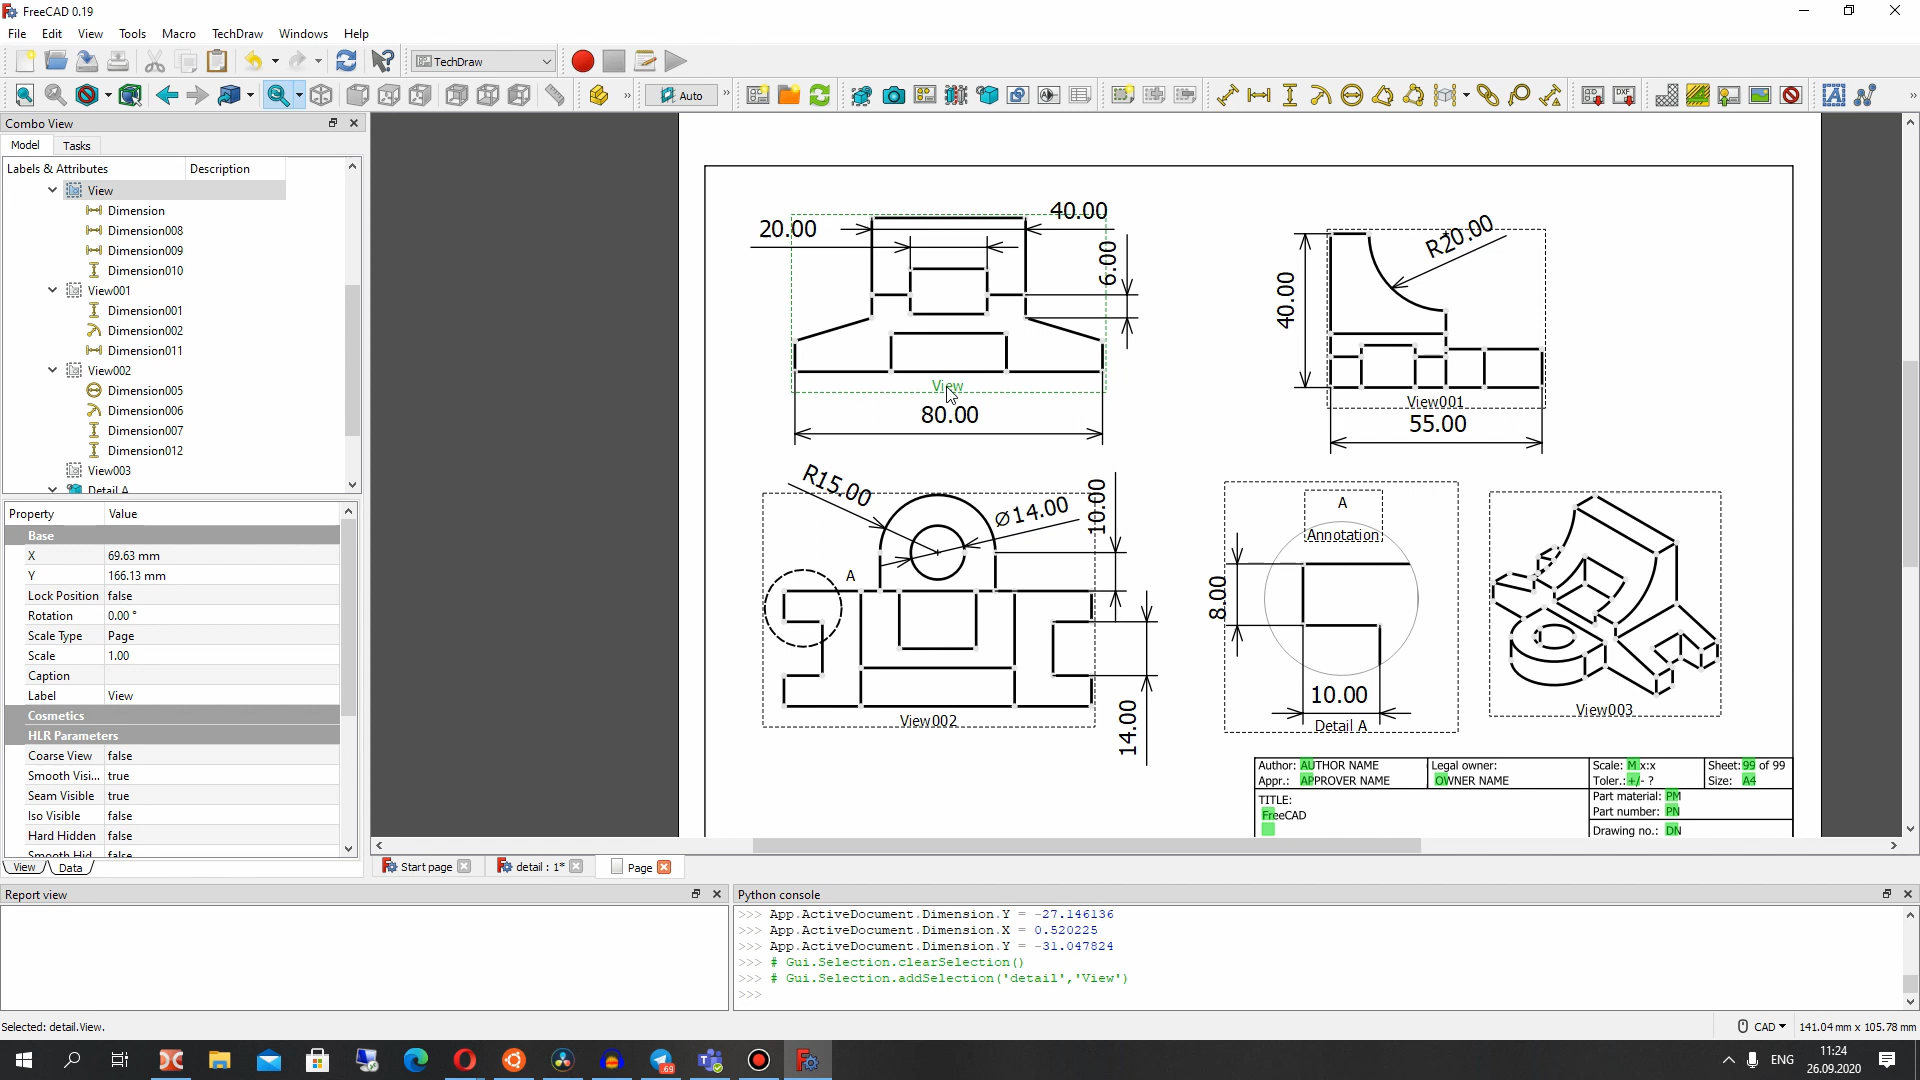 FreeCAD 0.19
File Edit View Tools Macro TechDraw Windows Help
TechDraw
Auto
Combo View
Model Tasks
Labels & Attributes Description
View
Dimension
Dimension008
Dimension009
Dimension010
View001
Dimension001
Dimension002
Dimension011
View002
Dimension005
Dimension006
Dimension007
Dimension012
View003
Detail A
Property Value
Base
X 69.63 mm
Y 166.13 mm
Lock Position false
Rotation 0.00 °
Scale Type Page
Scale 1.00
Caption
Label View
Cosmetics
HLR Parameters
Coarse View false
Smooth Visi... true
Seam Visible true
Iso Visible false
Hard Hidden false
Smooth Hid... false
View Data
20.00
40.00
6.00
View
80.00
40.00
R20.00
View001
55.00
R15.00
⌀14.00
10.00
A
View002
14.00
A
Annotation
8.00
10.00
Detail A
View003
Author: AUTHOR NAME Legal owner: Scale: M x:x Sheet: 99 of 99
Appr.: APPROVER NAME OWNER NAME Toler.: +/- ? Size: A4
TITLE: Part material: PM
FreeCAD Part number: PN
Drawing no.: DN
Start page detail : 1* Page
Report view
Python console
>>> App.ActiveDocument.Dimension.Y = -27.146136
>>> App.ActiveDocument.Dimension.X = 0.520225
>>> App.ActiveDocument.Dimension.Y = -31.047824
>>> # Gui.Selection.clearSelection()
>>> # Gui.Selection.addSelection('detail','View')
>>>
Selected: detail.View.
CAD 141.04 mm x 105.78 mm
69
ENG
11:24
26.09.2020